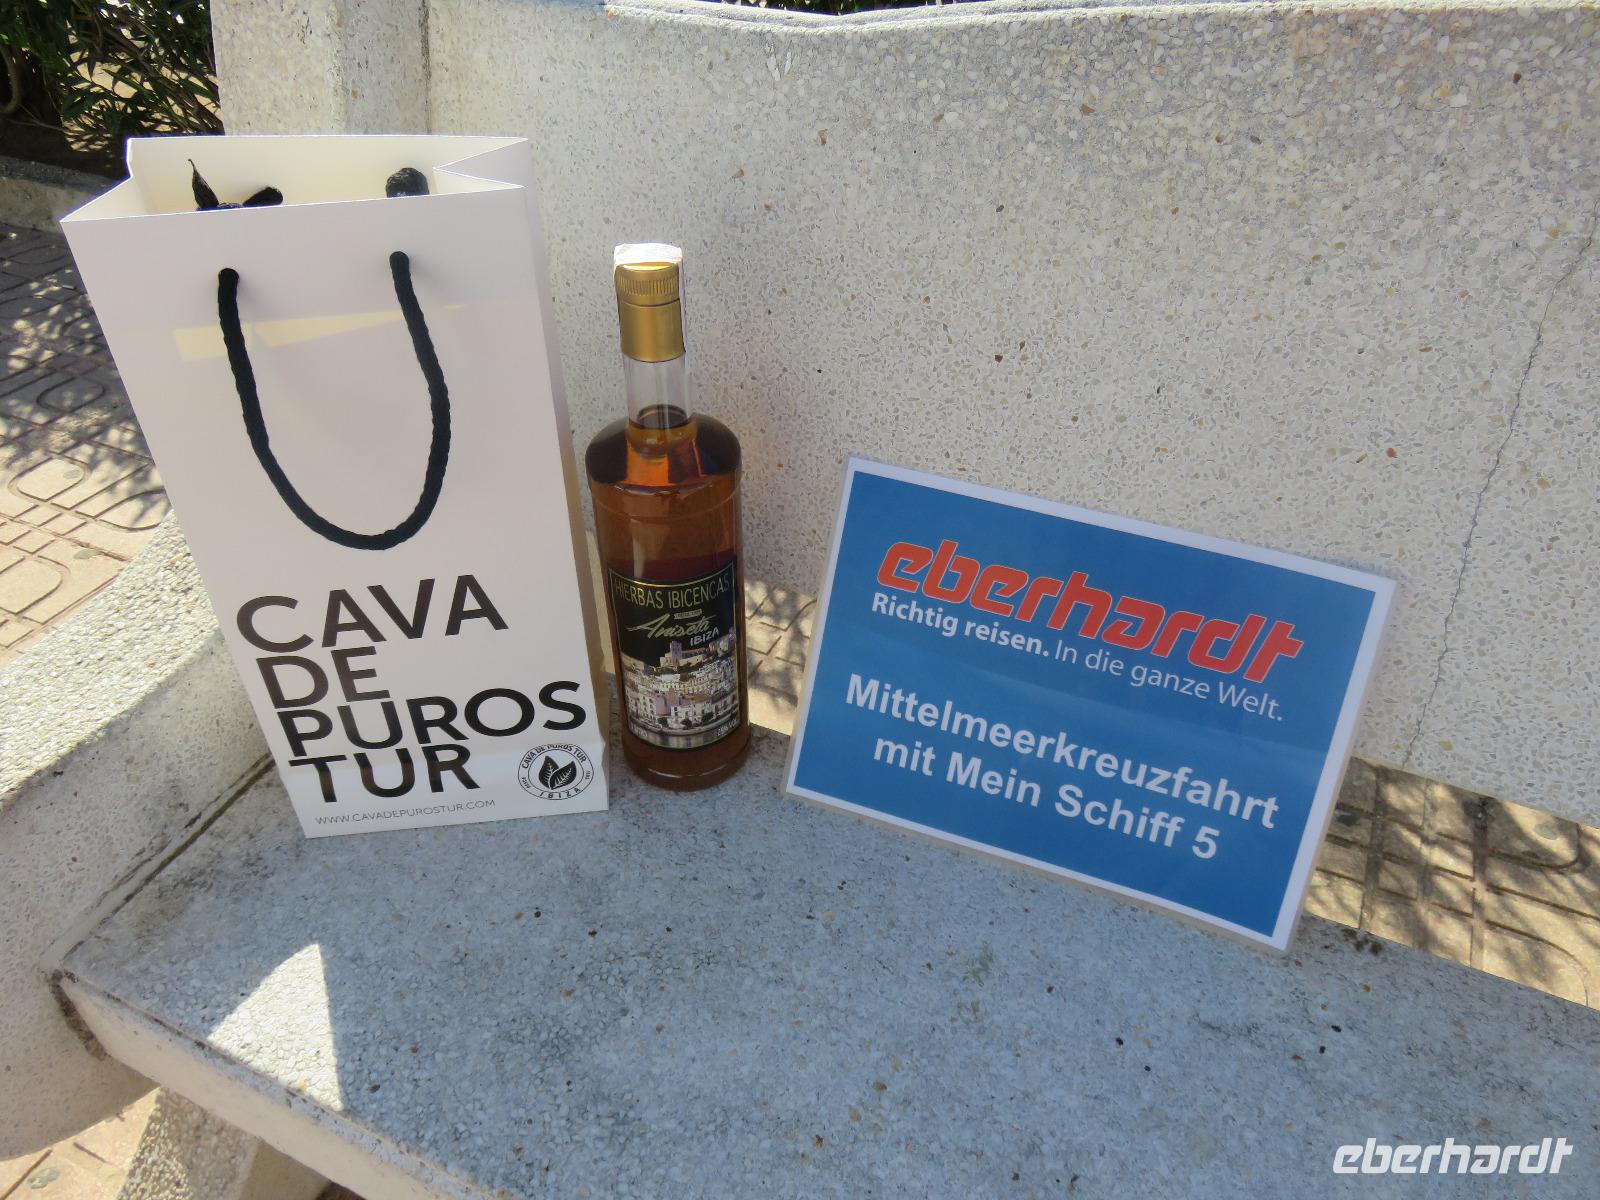 CAVA
DE
PUROS
TUR
CAVA DE PUROS TUR
IBIZA
WWW.CAVADEPUROSTUR.COM
HIERBAS IBICENCAS
Aniseta
IBIZA
eberhardt
Richtig reisen. In die ganze Welt.
Mittelmeerkreuzfahrt
mit Mein Schiff 5
eberhardt